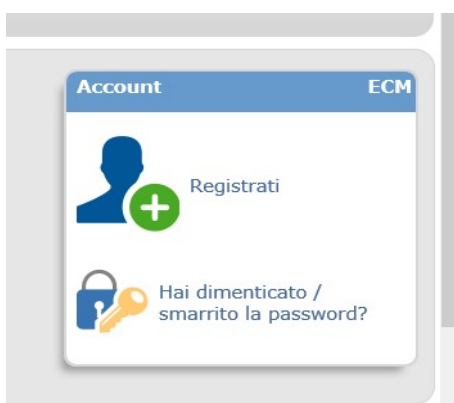 Account ECM
Registrati
Hai dimenticato /
smarrito la password?